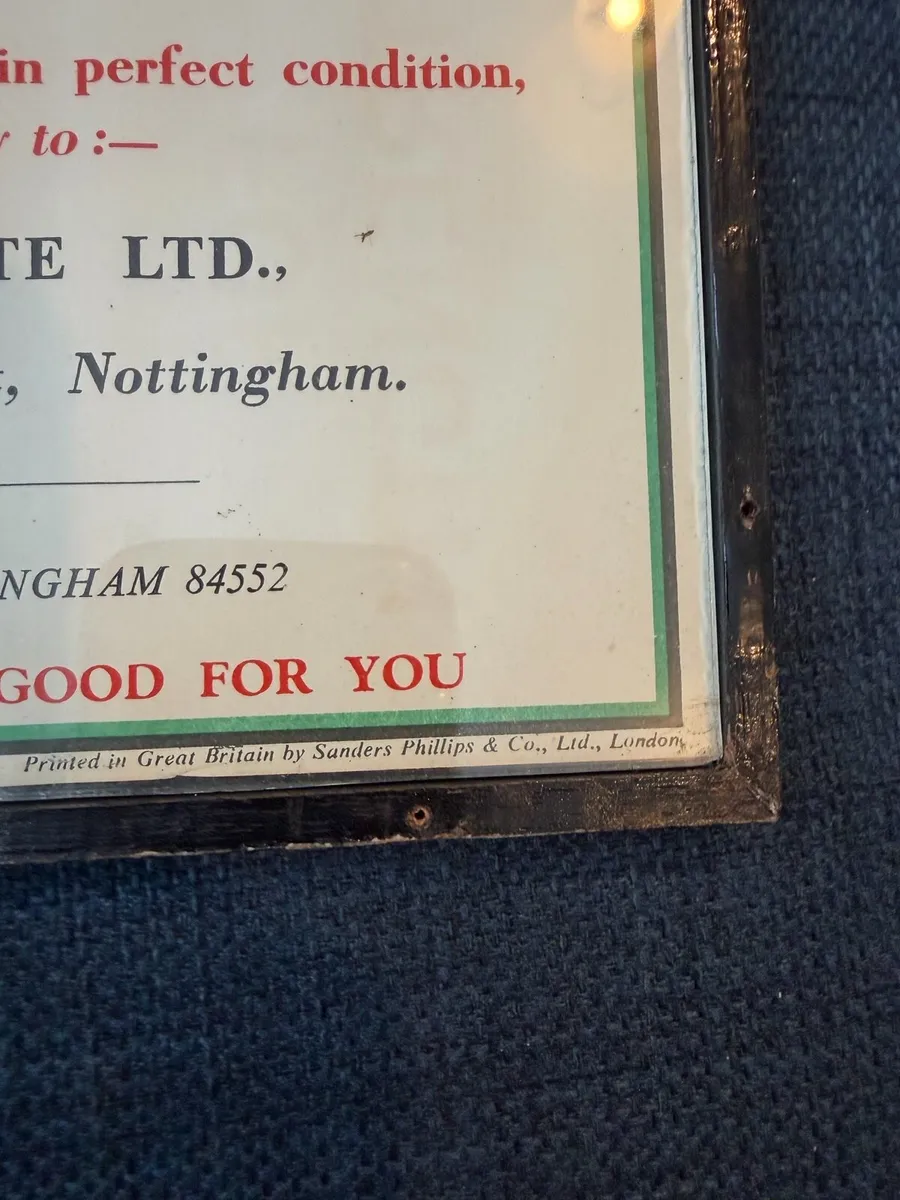 in perfect condition,
to :—
TE LTD.,
, Nottingham.
NGHAM 84552
GOOD FOR YOU
Printed in Great Britain by Sanders Phillips & Co., Ltd., London.